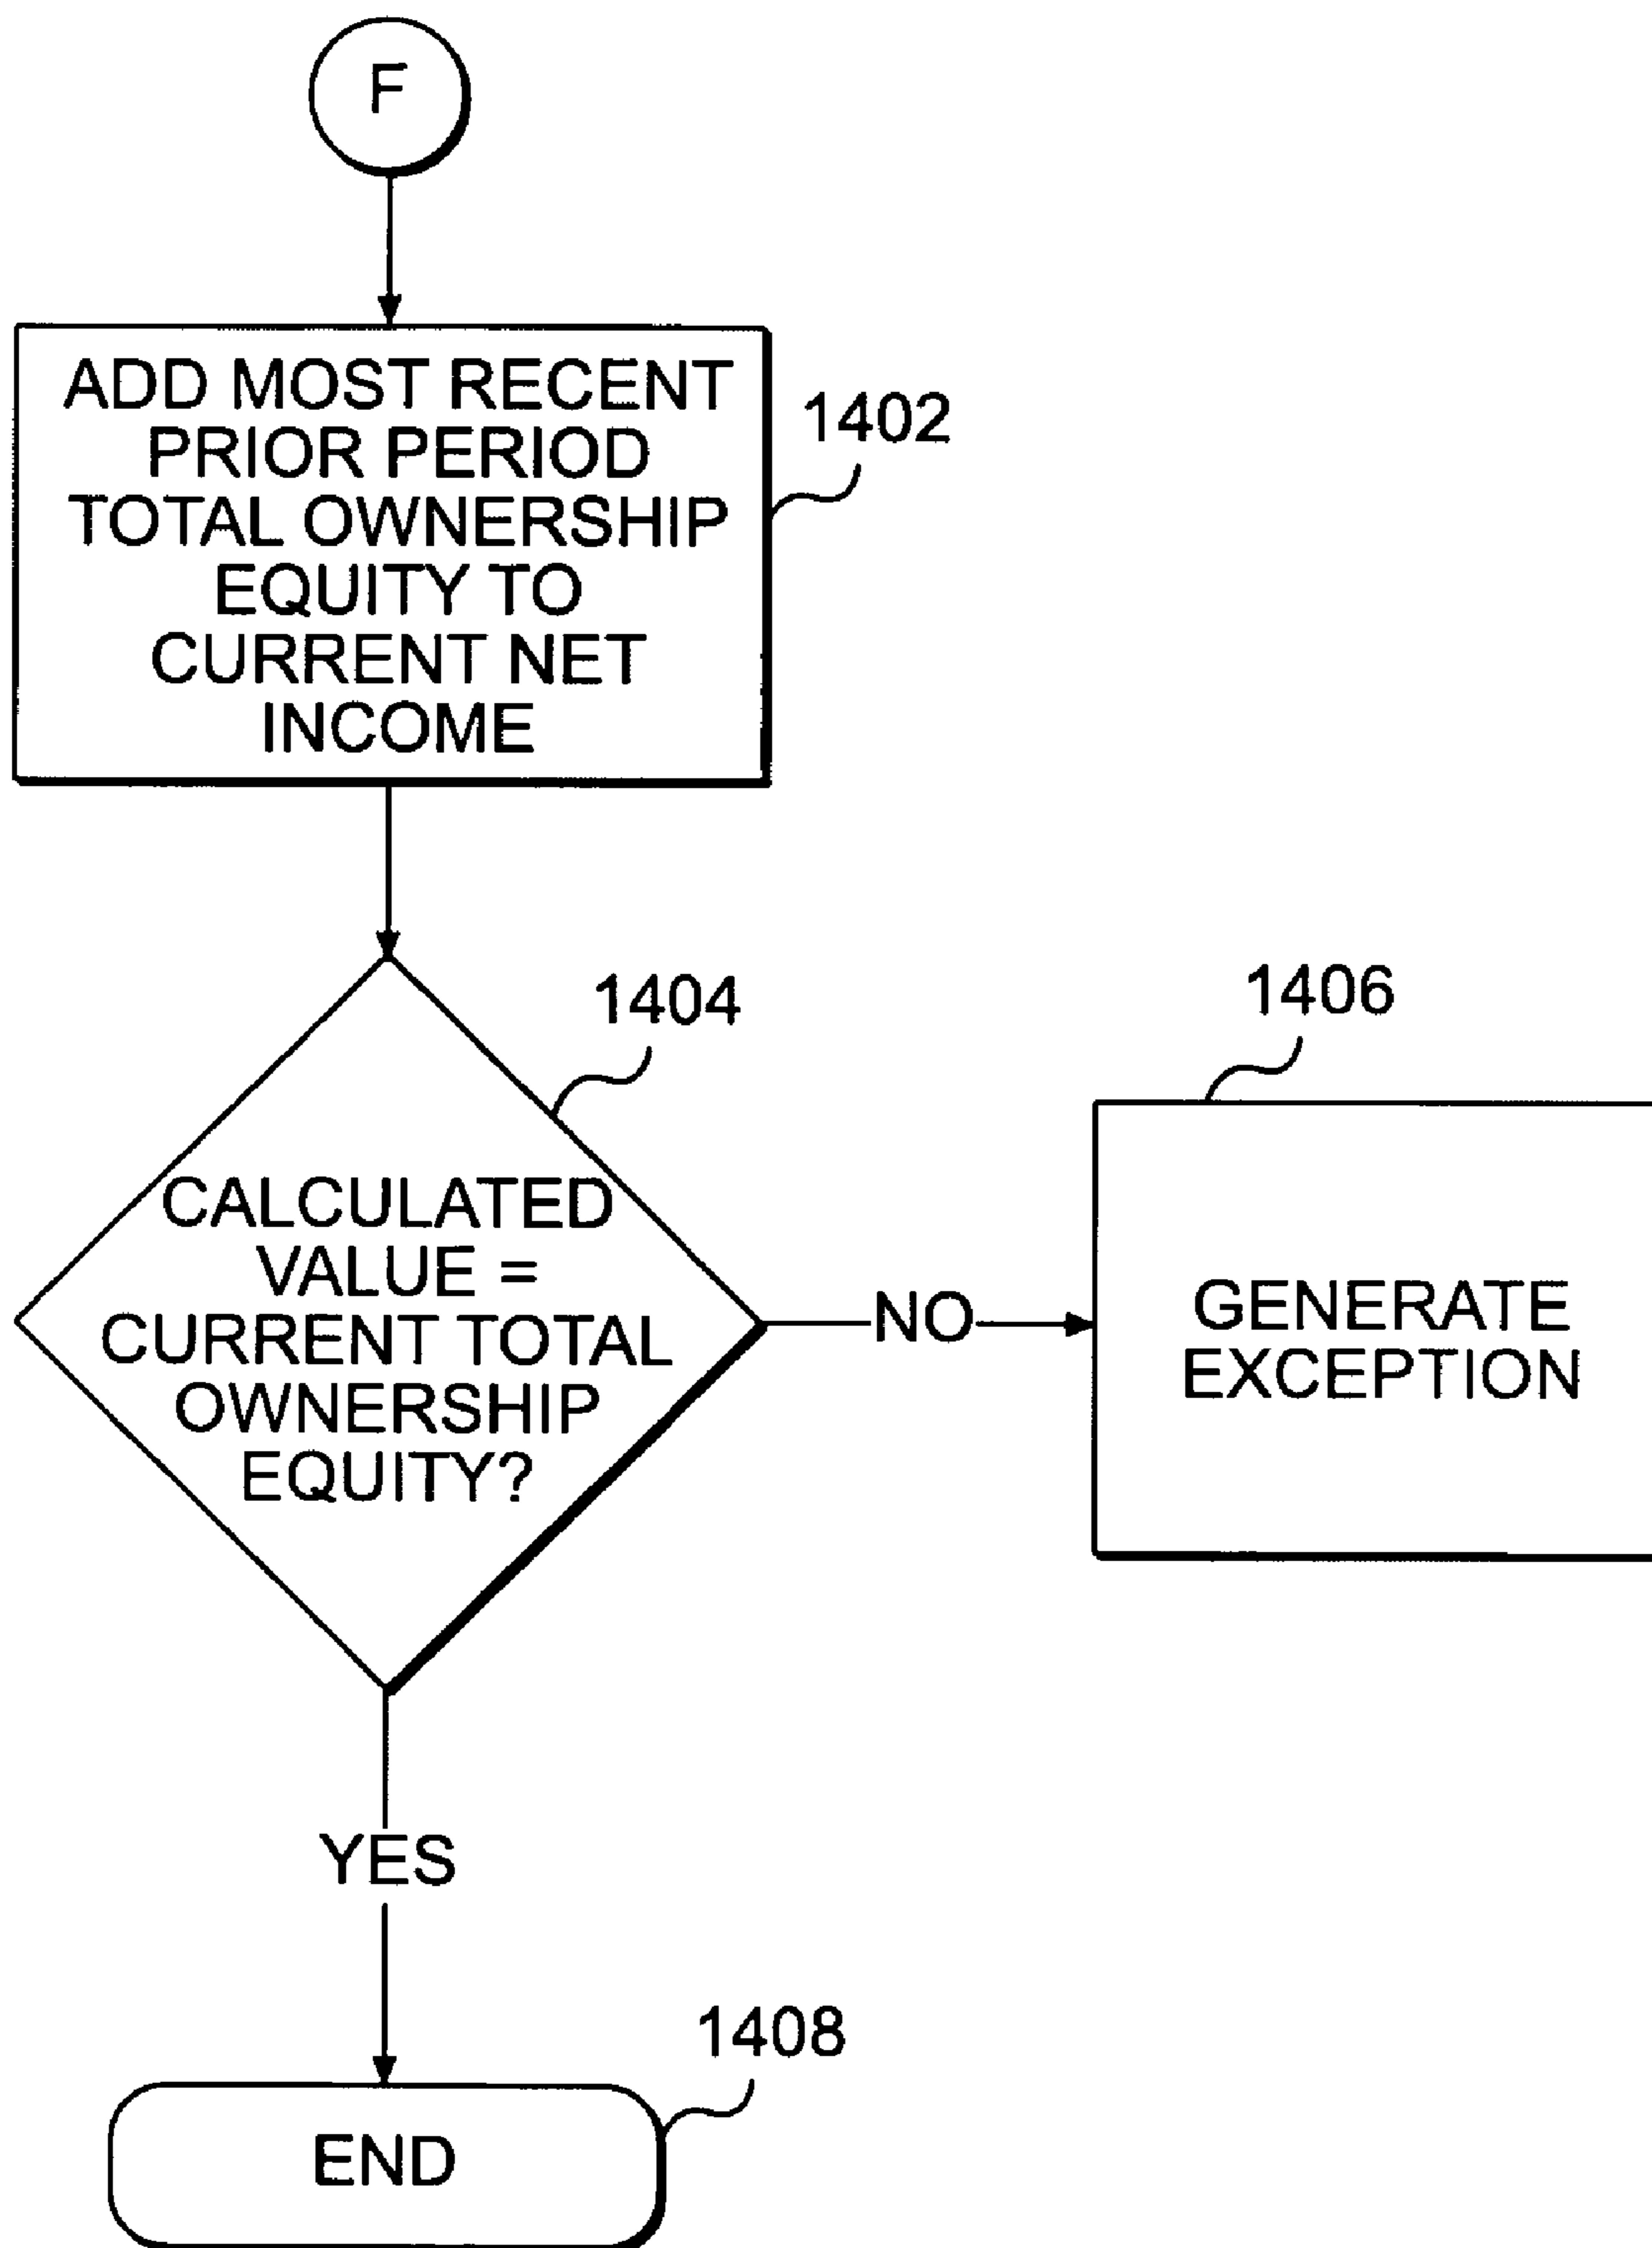 F
ADD MOST RECENT
PRIOR PERIOD
TOTAL OWNERSHIP
EQUITY TO
CURRENT NET
INCOME
1402
1404
CALCULATED
VALUE =
CURRENT TOTAL
OWNERSHIP
EQUITY?
NO
1406
GENERATE
EXCEPTION
YES
1408
END